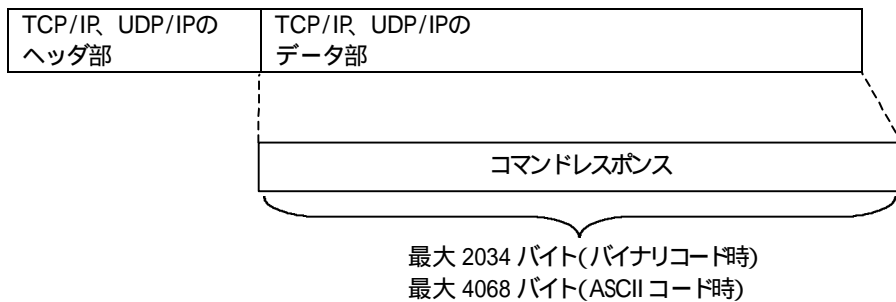 TCP/IP、UDP/IPの
ヘッダ部
TCP/IP、UDP/IPの
データ部
コマンドレスポンス
最大 2034 バイト(バイナリコード時)
最大 4068 バイト(ASCII コード時)